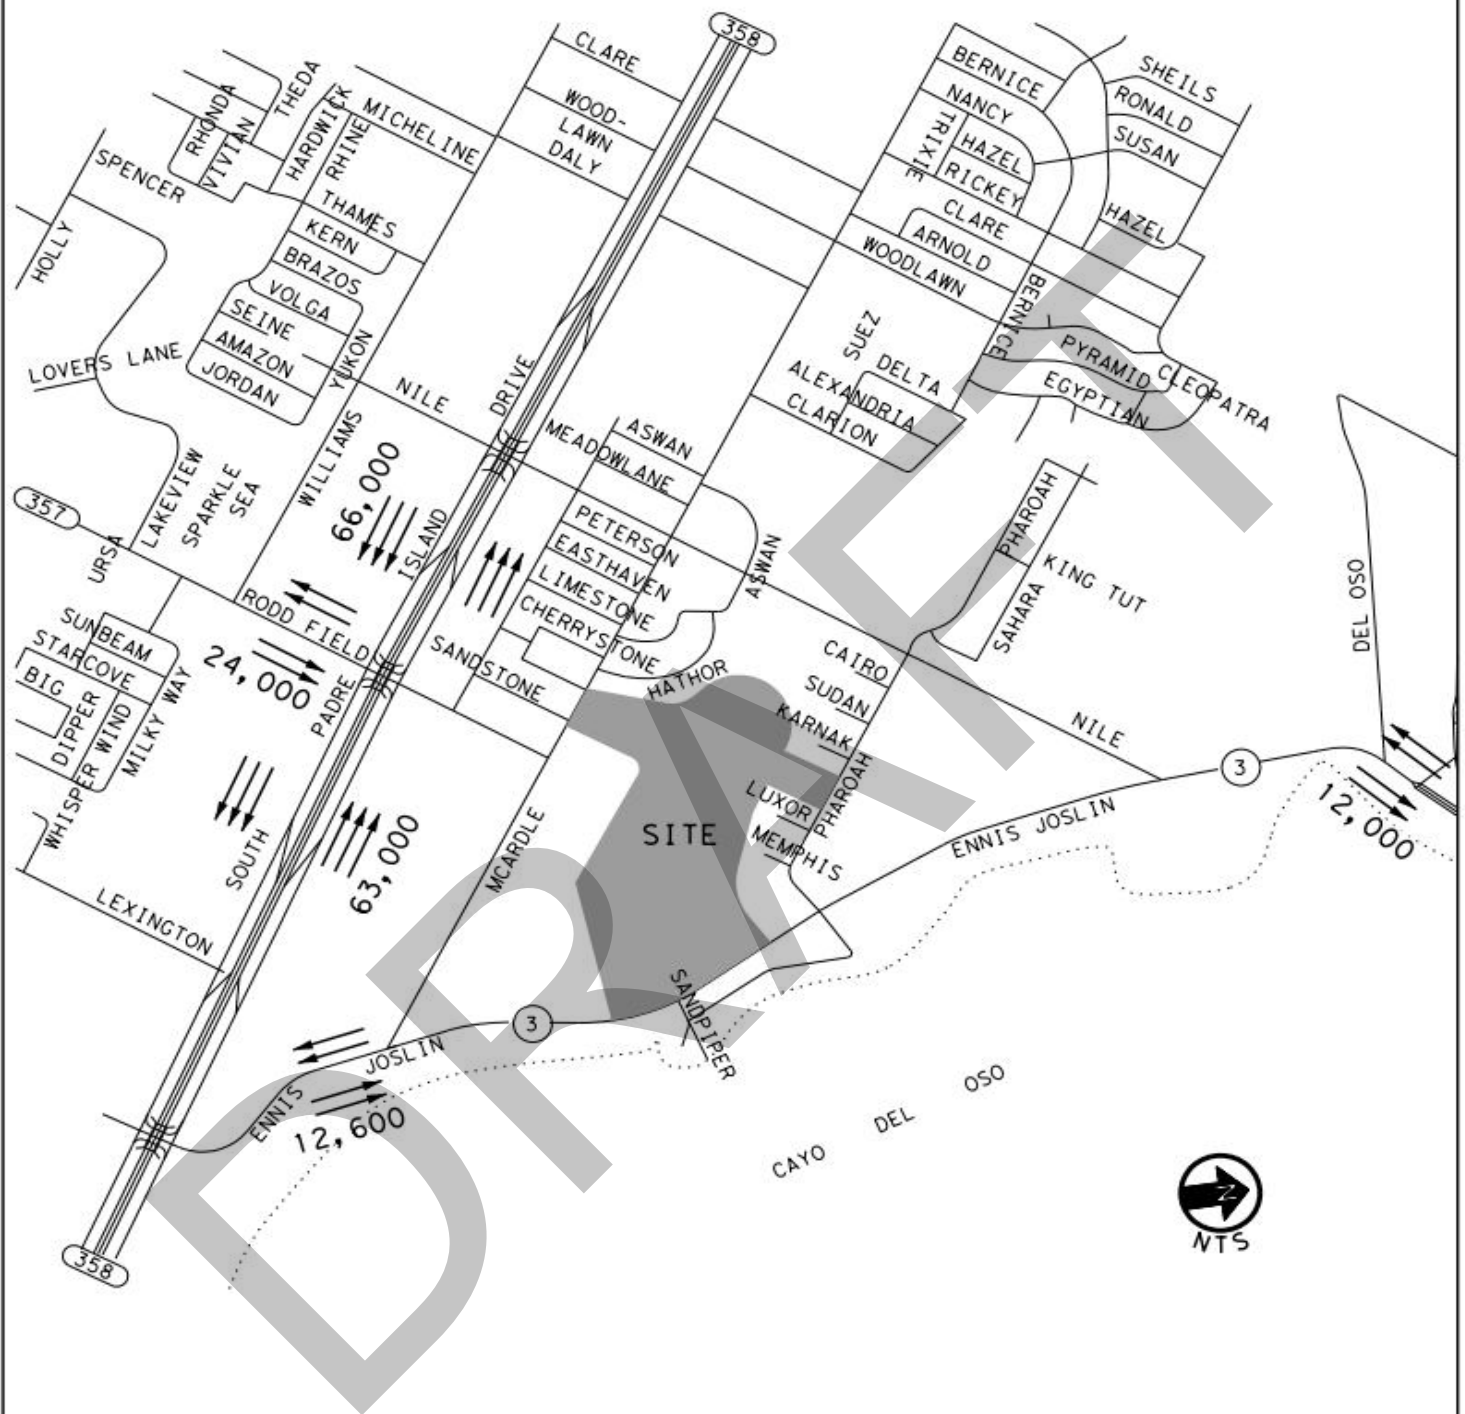 358
CLARE
WOOD-
LAWN
DALY
BERNICE
NANCY
TRIXIE
HAZEL
RICKEY
CLARE
ARNOLD
WOODLAWN
SHEILS
RONALD
SUSAN
HAZEL
RHONDA
VIVIAN
THEDA
HARDWICK
RHINE
MICHELINE
SPENCER
HOLLY
THAMES
KERN
BRAZOS
VOLGA
SEINE
AMAZON
JORDAN
LOVERS LANE
YUKON
NILE
DRIVE
BERNICE
PYRAMID
EGYPTIAN
CLEOPATRA
SUEZ
DELTA
ALEXANDRIA
CLARION
WILLIAMS
66,000
ISLAND
MEADOWLANE
ASWAN
PETERSON
EASTHAVEN
LIMESTONE
CHERRYSTONE
SANDSTONE
ASWAN
357
URSA
LAKEVIEW
SPARKLE
SEA
RODD FIELD
24,000
PADRE
SUNBEAM
STARCOVE
BIG
DIPPER
WHISPER WIND
MILKY WAY
SOUTH
63,000
LEXINGTON
MCARDLE
HATHOR
CAIRO
SUDAN
KARNAK
LUXOR
MEMPHIS
PHAROAH
SITE
PHAROAH
KING TUT
SAHARA
NILE
DEL OSO
3
12,000
ENNIS JOSLIN
SANDPIPER
3
JOSLIN
ENNIS
12,600
CAYO DEL OSO
N
NTS
358
DRAFT